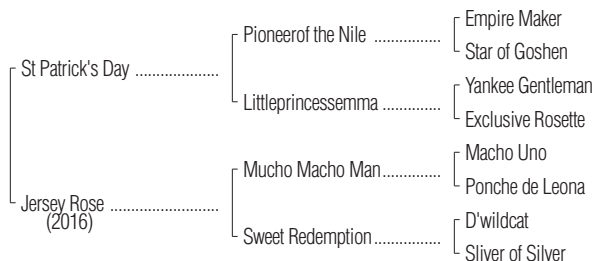 Empire Maker
Pioneerof the Nile ................
Star of Goshen
St Patrick's Day ....................
Yankee Gentleman
Littleprincessemma ..............
Exclusive Rosette
Macho Uno
Mucho Macho Man..............
Ponche de Leona
Jersey Rose ..........................
(2016)
D'wildcat
Sweet Redemption................
Sliver of Silver